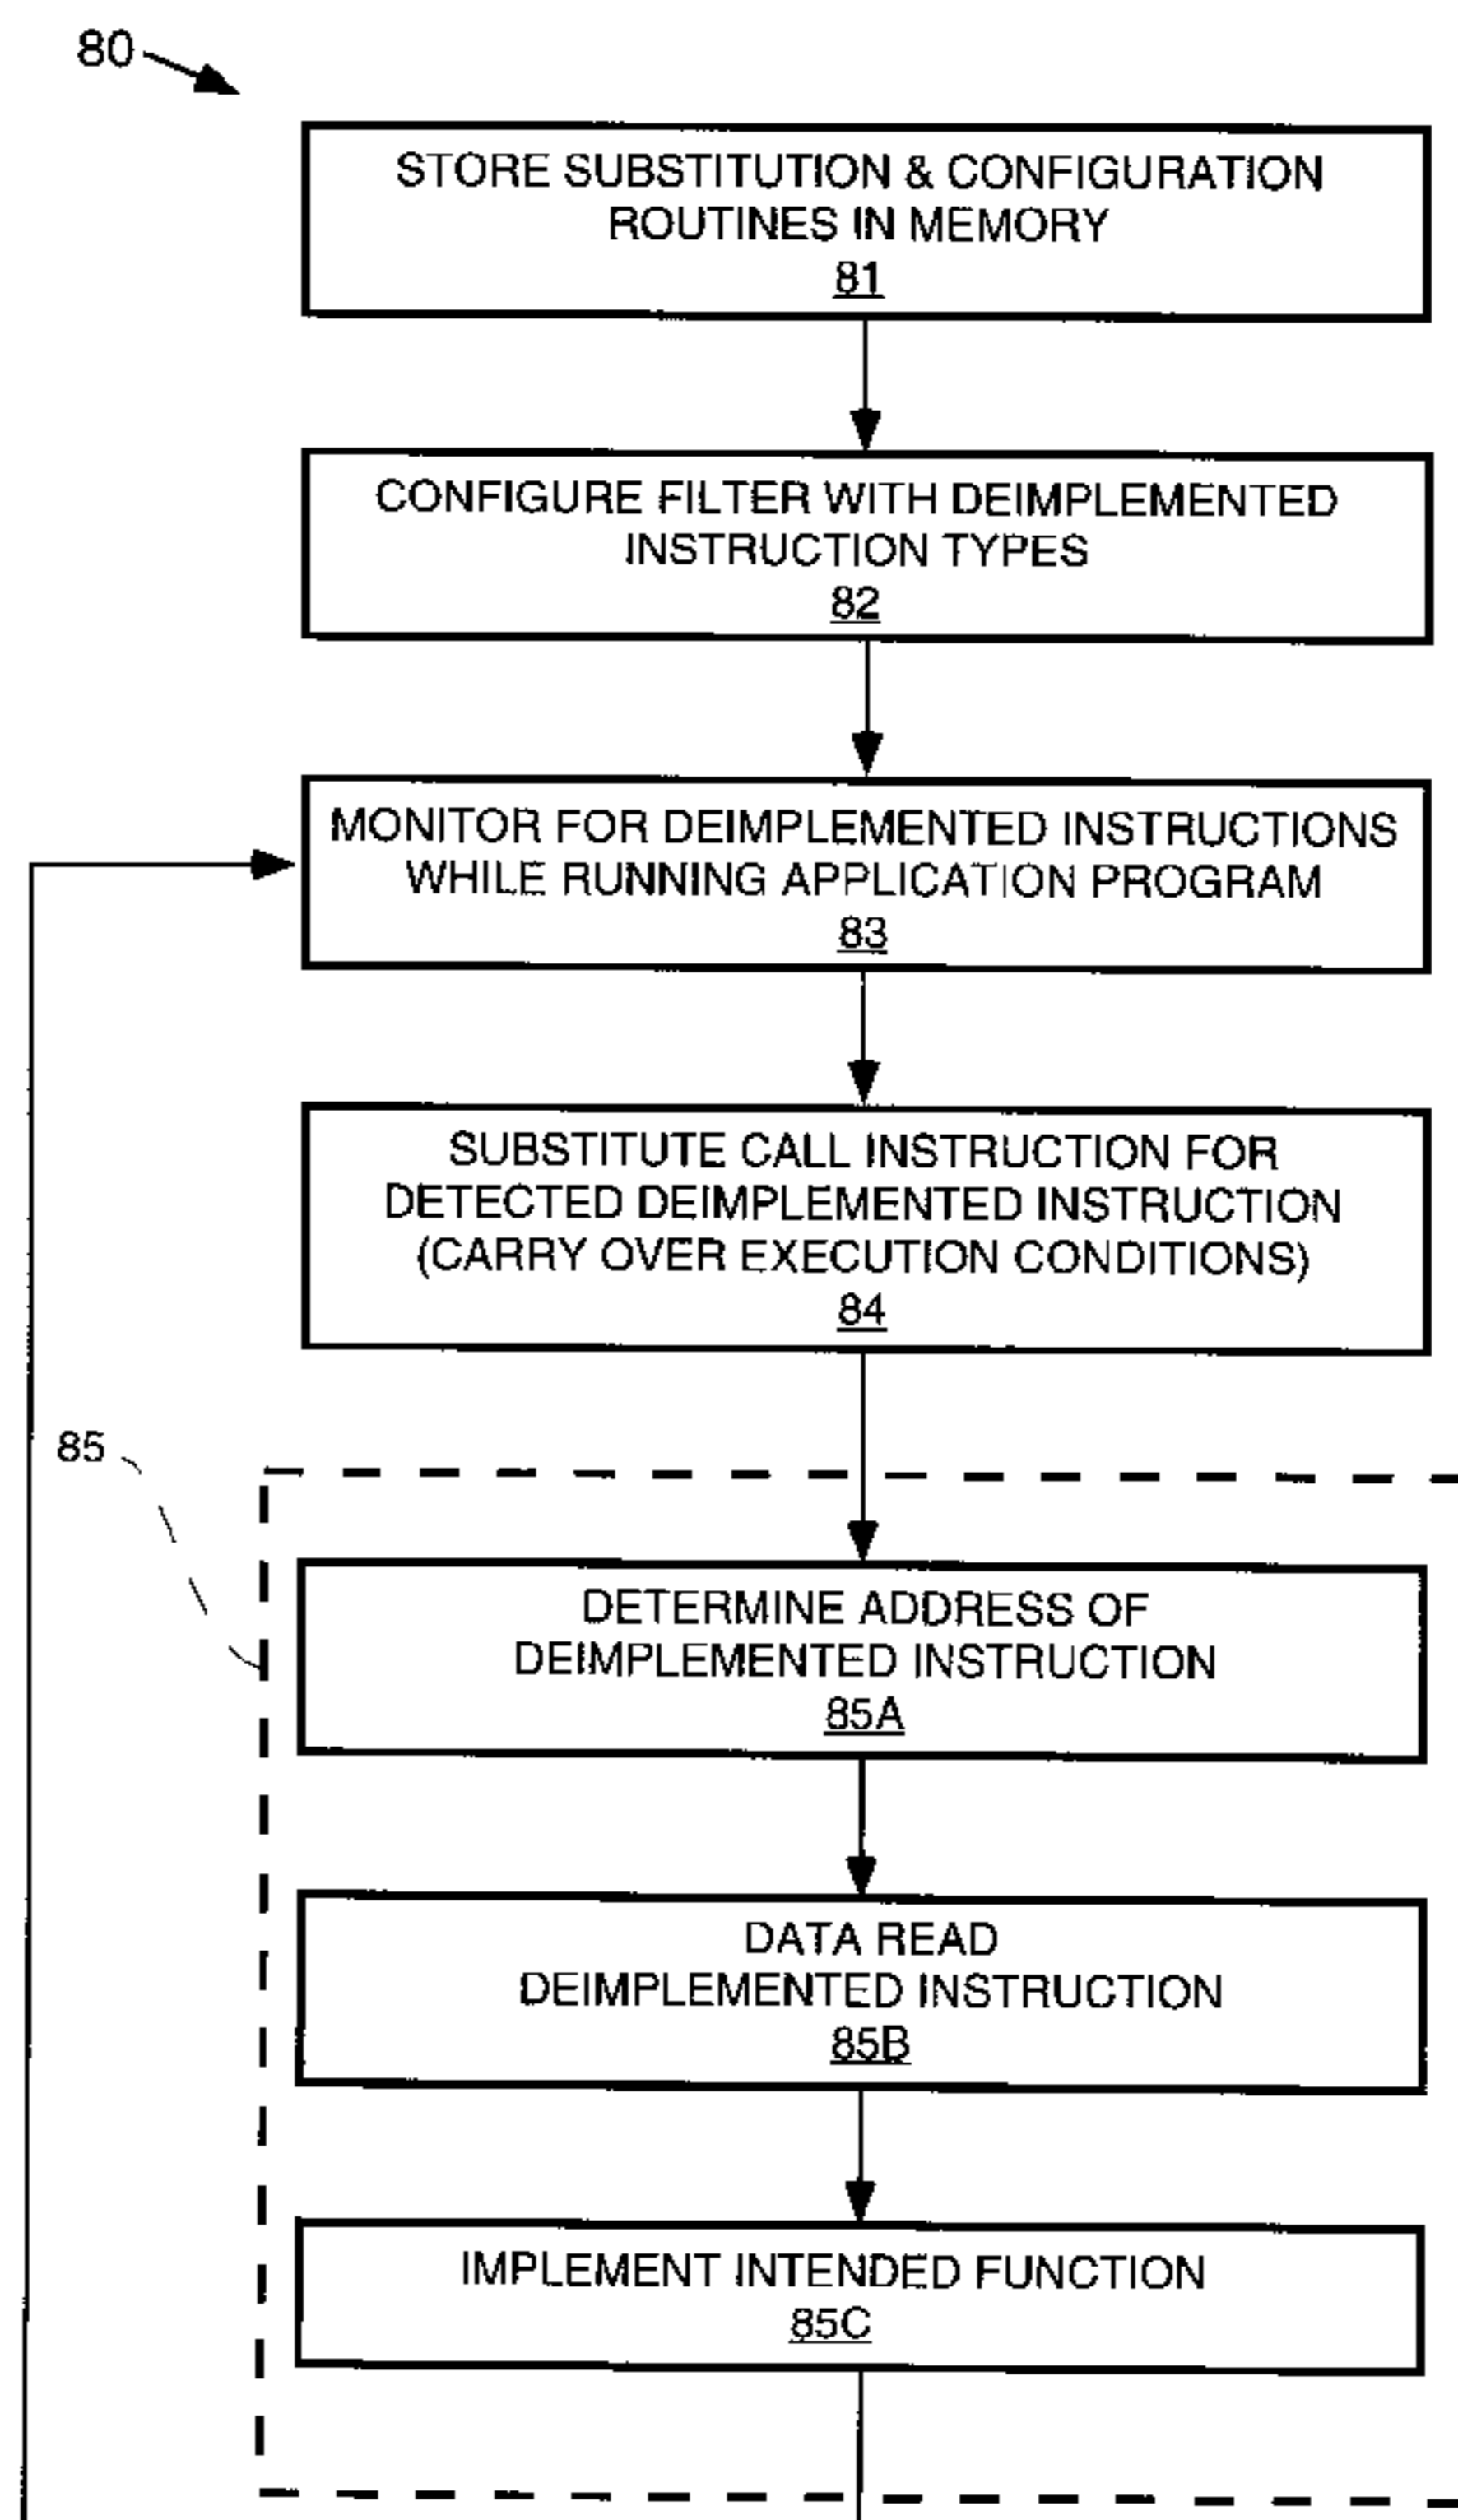 80
STORE SUBSTITUTION & CONFIGURATION
ROUTINES IN MEMORY
81
CONFIGURE FILTER WITH DEIMPLEMENTED
INSTRUCTION TYPES
82
MONITOR FOR DEIMPLEMENTED INSTRUCTIONS
WHILE RUNNING APPLICATION PROGRAM
83
SUBSTITUTE CALL INSTRUCTION FOR
DETECTED DEIMPLEMENTED INSTRUCTION
(CARRY OVER EXECUTION CONDITIONS)
84
85
DETERMINE ADDRESS OF
DEIMPLEMENTED INSTRUCTION
85A
DATA READ
DEIMPLEMENTED INSTRUCTION
85B
IMPLEMENT INTENDED FUNCTION
85C